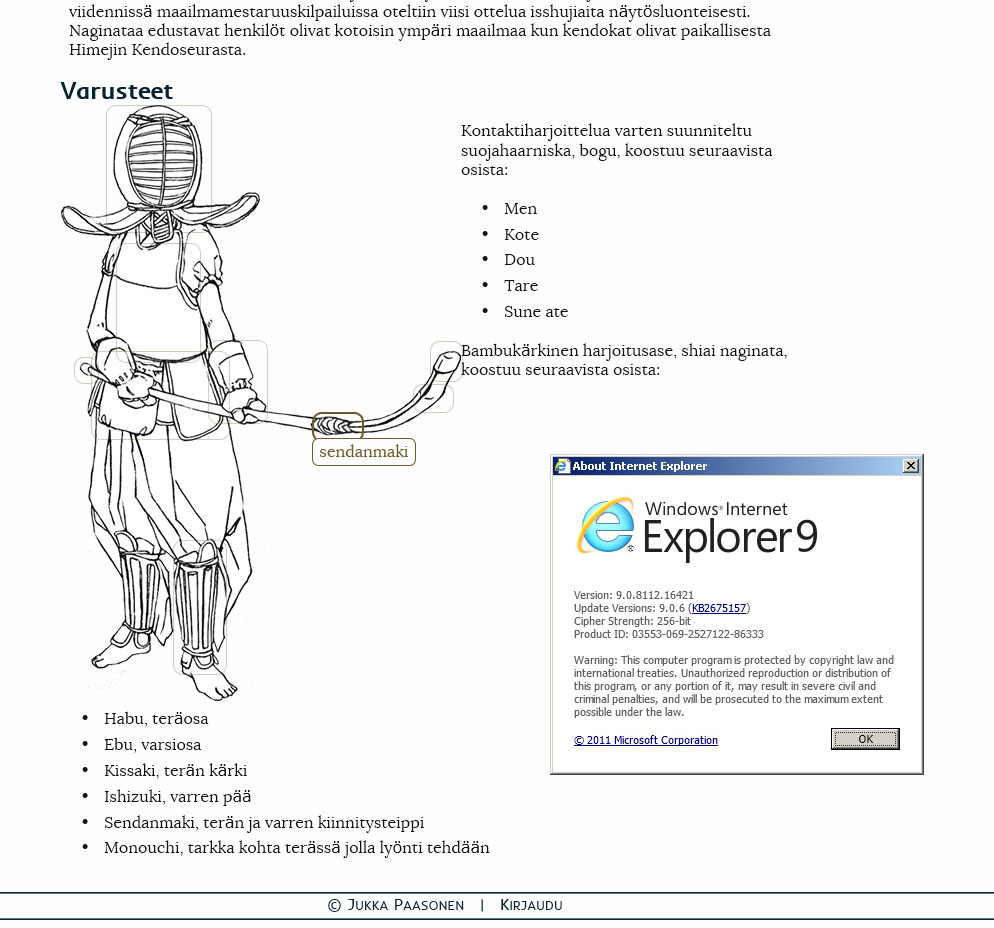 viidennissä maailmamestaruuskilpailuissa oteltiin viisi ottelua isshujiaita näytösluonteisesti.
Naginataa edustavat henkilöt olivat kotoisin ympäri maailmaa kun kendokat olivat paikallisesta
Himejin Kendoseurasta.
Varusteet
Kontaktiharjoittelua varten suunniteltu
suojahaarniska, bogu, koostuu seuraavista
osista:
• Men
• Kote
• Dou
• Tare
• Sune ate
Bambukärkinen harjoitusase, shiai naginata,
koostuu seuraavista osista:
sendanmaki
About Internet Explorer
Windows® Internet
Explorer 9
Version: 9.0.8112.16421
Update Versions: 9.0.6 (KB2675157)
Cipher Strength: 256-bit
Product ID: 03553-069-2527122-86333
Warning: This computer program is protected by copyright law and
international treaties. Unauthorized reproduction or distribution of
this program, or any portion of it, may result in severe civil and
criminal penalties, and will be prosecuted to the maximum extent
possible under the law.
© 2011 Microsoft Corporation
OK
• Habu, teräosa
• Ebu, varsiosa
• Kissaki, terän kärki
• Ishizuki, varren pää
• Sendanmaki, terän ja varren kiinnitysteippi
• Monouchi, tarkka kohta terässä jolla lyönti tehdään
© Jukka Paasonen | Kirjaudu